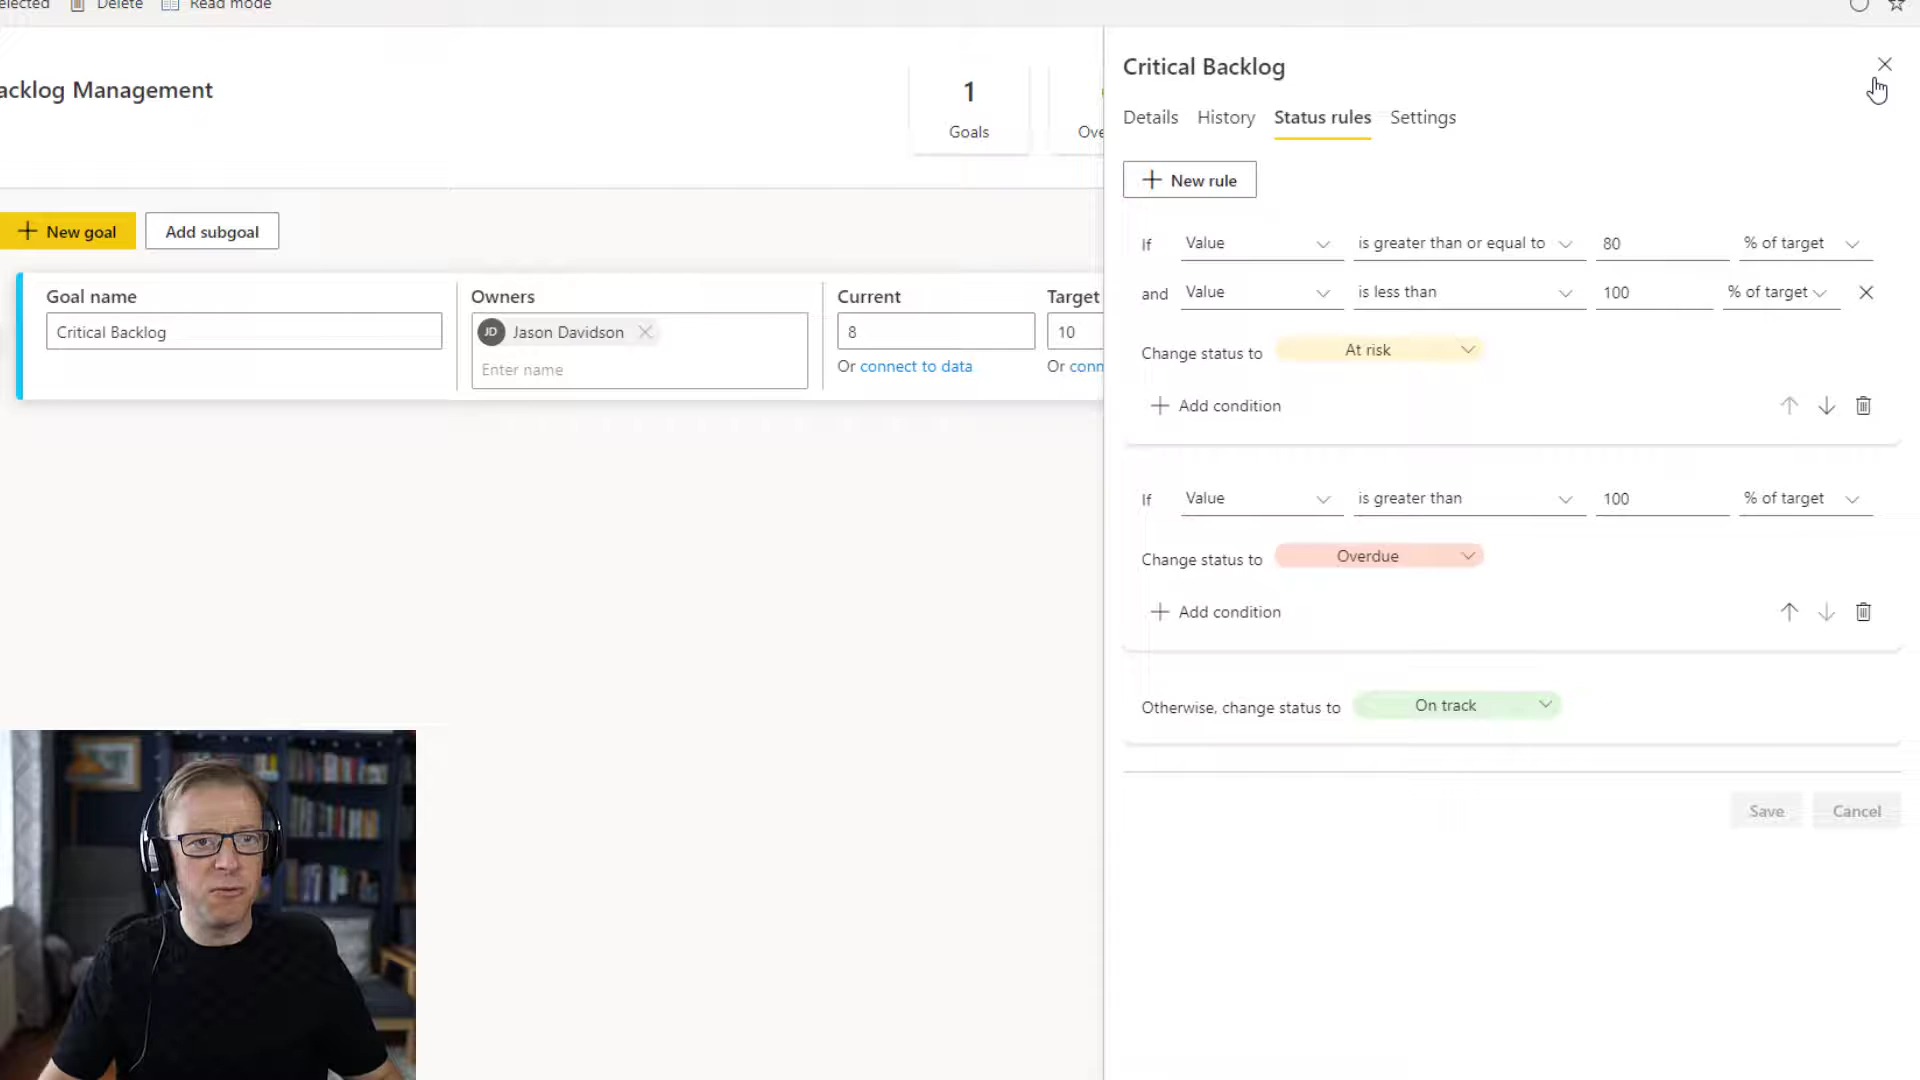 Delete
Read mode
Critical Backlog
acklog Management
1
Goals
Details History Status rules Settings
New rule
New goal
Add subgoal
If Value is greater than or equal to 80 % of target
and Value is less than 100 % of target
Change status to At risk
Add condition
Goal name Owners Current Target
Critical Backlog JD Jason Davidson 8 10
Enter name
Or connect to data
Or conn
If Value is greater than 100 % of target
Change status to Overdue
Add condition
Otherwise, change status to On track
Save Cancel